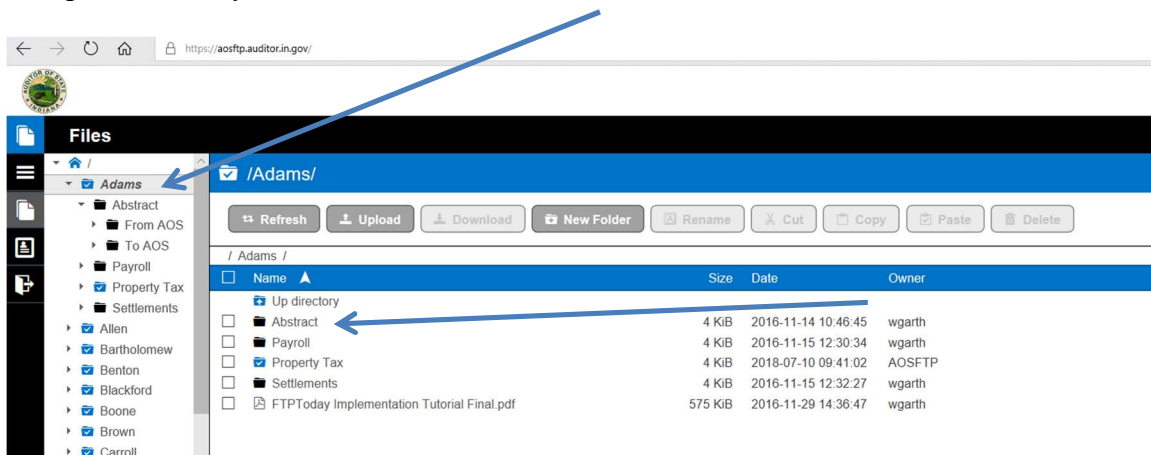 https://aosftp.auditor.in.gov/
AUDITOR OF STATE
INDIANA
Files
/
Adams
Abstract
From AOS
To AOS
Payroll
Property Tax
Settlements
Allen
Bartholomew
Benton
Blackford
Boone
Brown
Carroll
/Adams/
Refresh Upload Download New Folder Rename Cut Copy Paste Delete
/ Adams /
Name Size Date Owner
Up directory
Abstract 4 KiB 2016-11-14 10:46:45 wgarth
Payroll 4 KiB 2016-11-15 12:30:34 wgarth
Property Tax 4 KiB 2018-07-10 09:41:02 AOSFTP
Settlements 4 KiB 2016-11-15 12:32:27 wgarth
FTPToday Implementation Tutorial Final.pdf 575 KiB 2016-11-29 14:36:47 wgarth